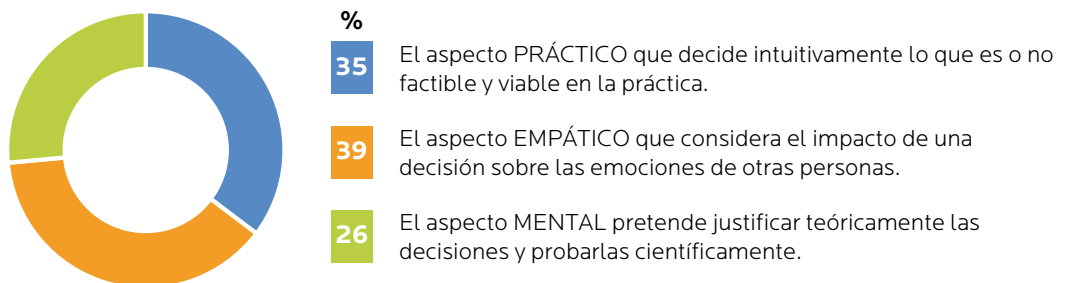 %
35
El aspecto PRÁCTICO que decide intuitivamente lo que es o no
factible y viable en la práctica.
39
El aspecto EMPÁTICO que considera el impacto de una
decisión sobre las emociones de otras personas.
26
El aspecto MENTAL pretende justificar teóricamente las
decisiones y probarlas científicamente.